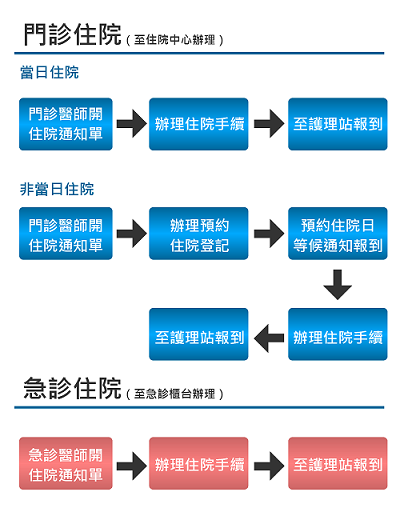 門診住院(至住院中心辦理)
當日住院
門診醫師開
住院通知單
辦理住院手續
至護理站報到
非當日住院
門診醫師開
住院通知單
辦理預約
住院登記
預約住院日
等候通知報到
辦理住院手續
至護理站報到
急診住院(至急診櫃台辦理)
急診醫師開
住院通知單
辦理住院手續
至護理站報到